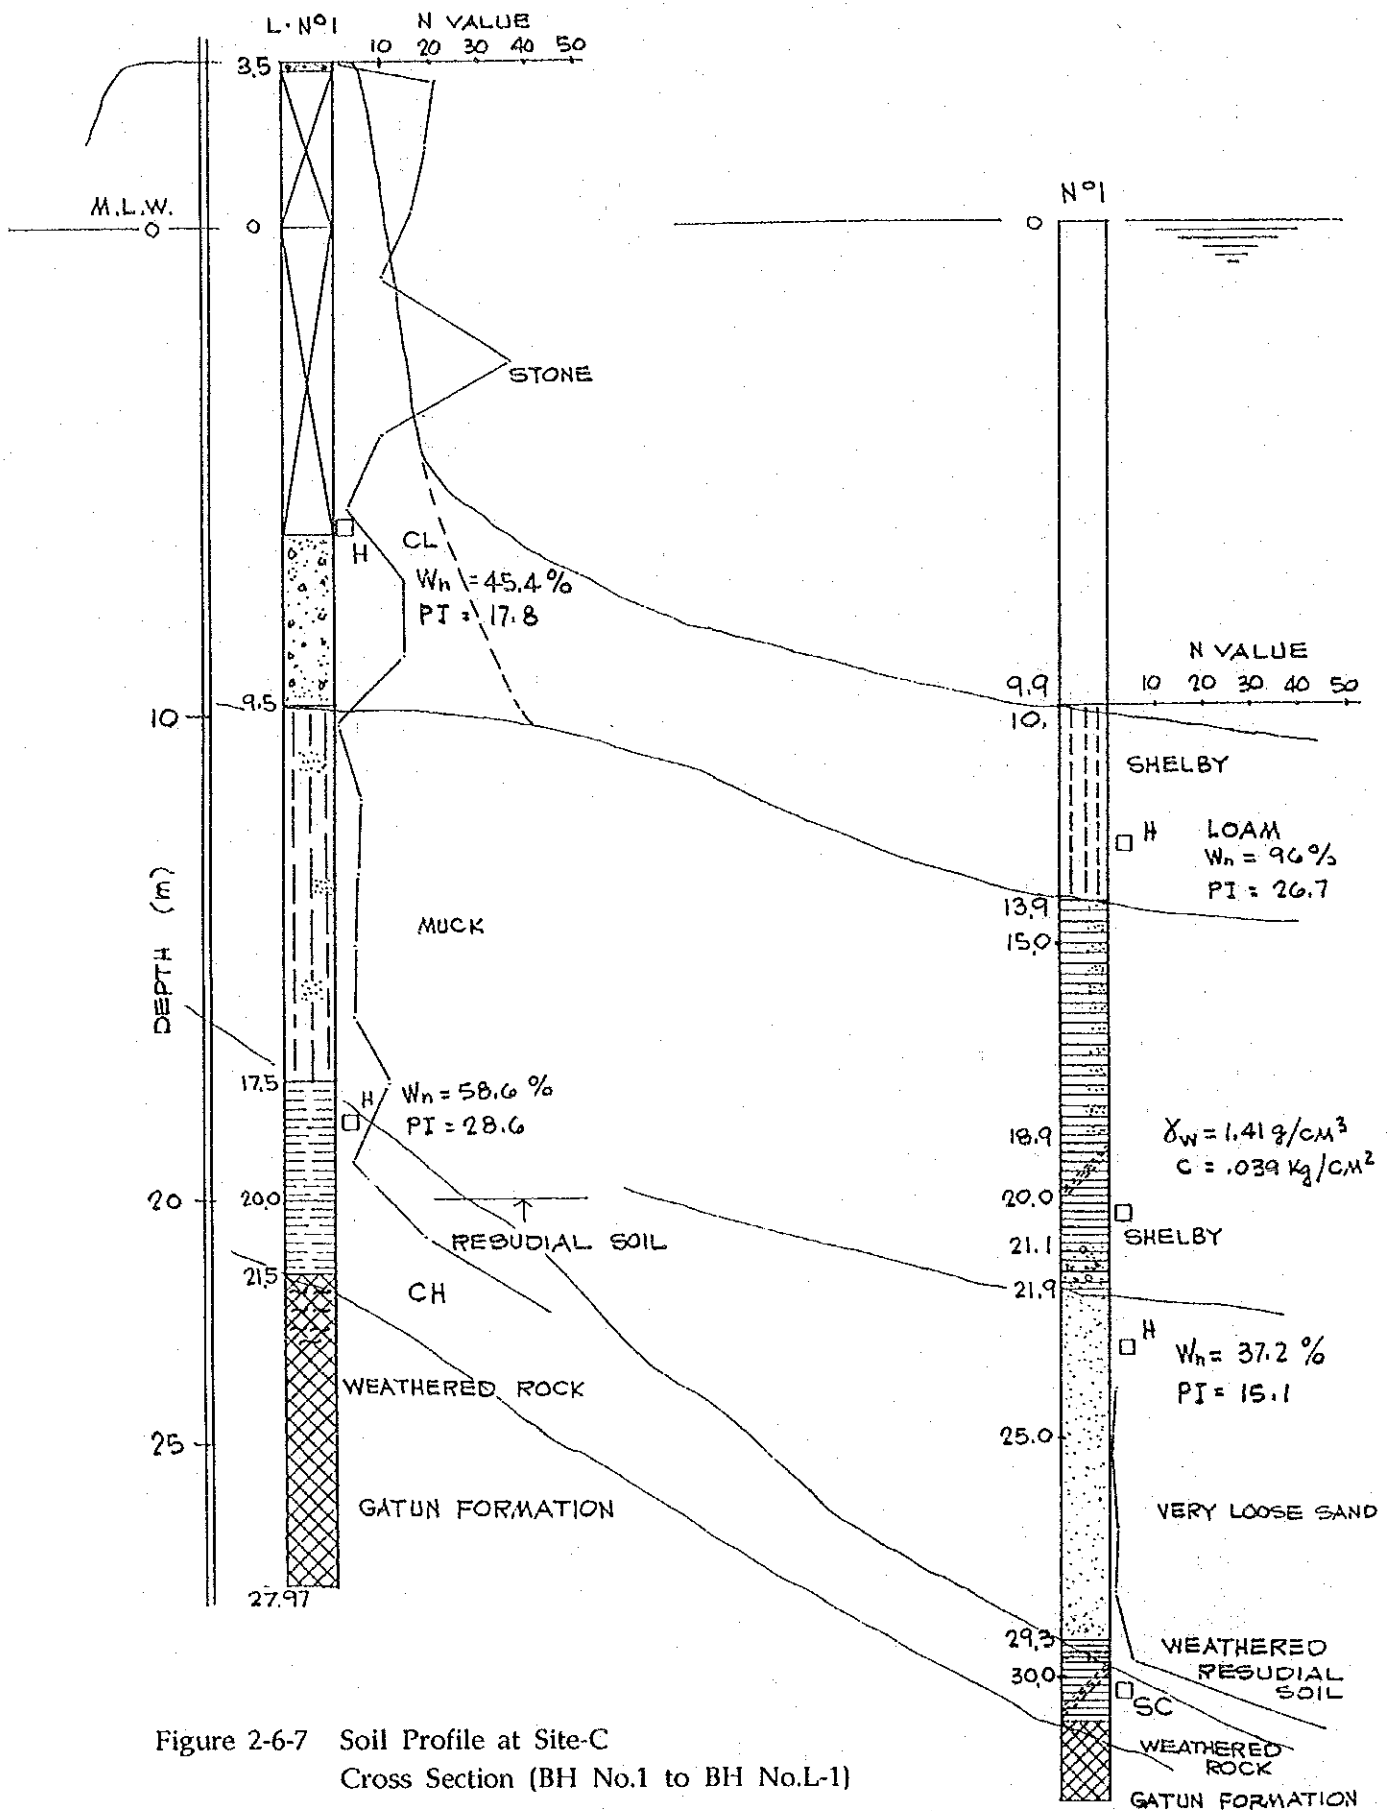 L·Nº1
N VALUE
10 20 30 40 50
3.5
M.L.W.
0
0
STONE
H
CL
Wn = 45.4 %
PI = 17.8
9.5
10
DEPTH (m)
MUCK
17.5
H
Wn = 58.6 %
PI = 28.6
20
20.0
RESUDIAL SOIL
21.5
CH
WEATHERED ROCK
25
GATUN FORMATION
27.97
Nº1
0
N VALUE
9.9
10 20 30 40 50
10.
SHELBY
H
LOAM
Wn = 96 %
PI = 26.7
13.9
15.0
18.9
γw = 1.41 g/cm³
C = .039 Kg/cm²
20.0
SHELBY
21.1
21.9
H
Wn = 37.2 %
PI = 15.1
25.0
VERY LOOSE SAND
29.3
WEATHERED
RESUDIAL
SOIL
30.0
SC
WEATHERED
ROCK
GATUN FORMATION
Figure 2-6-7 Soil Profile at Site-C
Cross Section (BH No.1 to BH No.L-1)